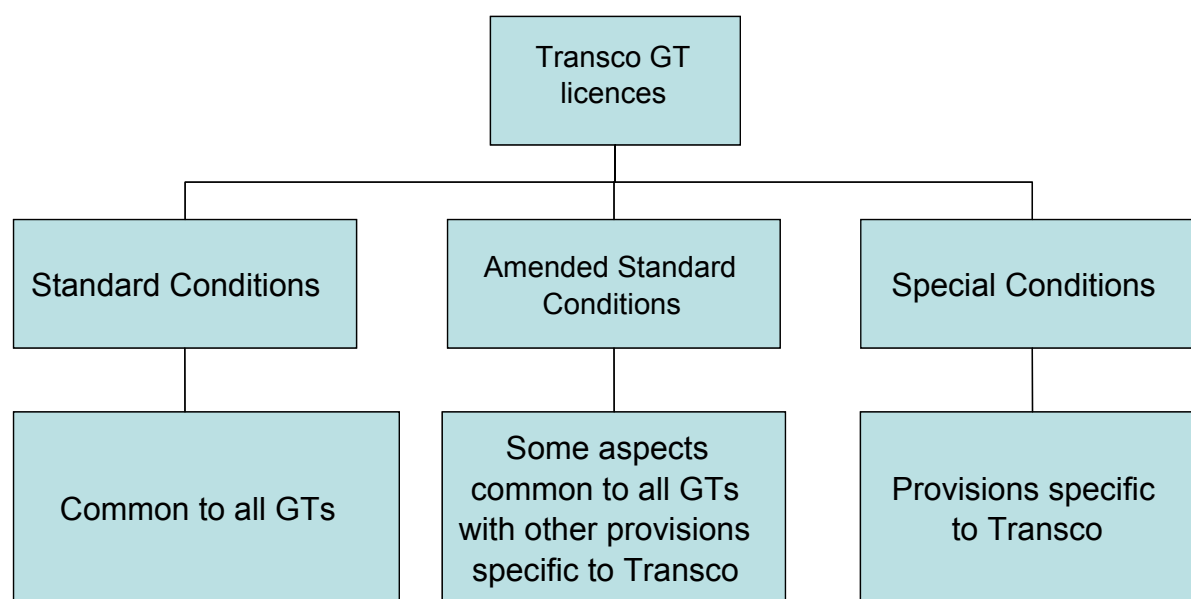 Transco GT
licences
Standard Conditions
Amended Standard
Conditions
Special Conditions
Common to all GTs
Some aspects
common to all GTs
with other provisions
specific to Transco
Provisions specific
to Transco